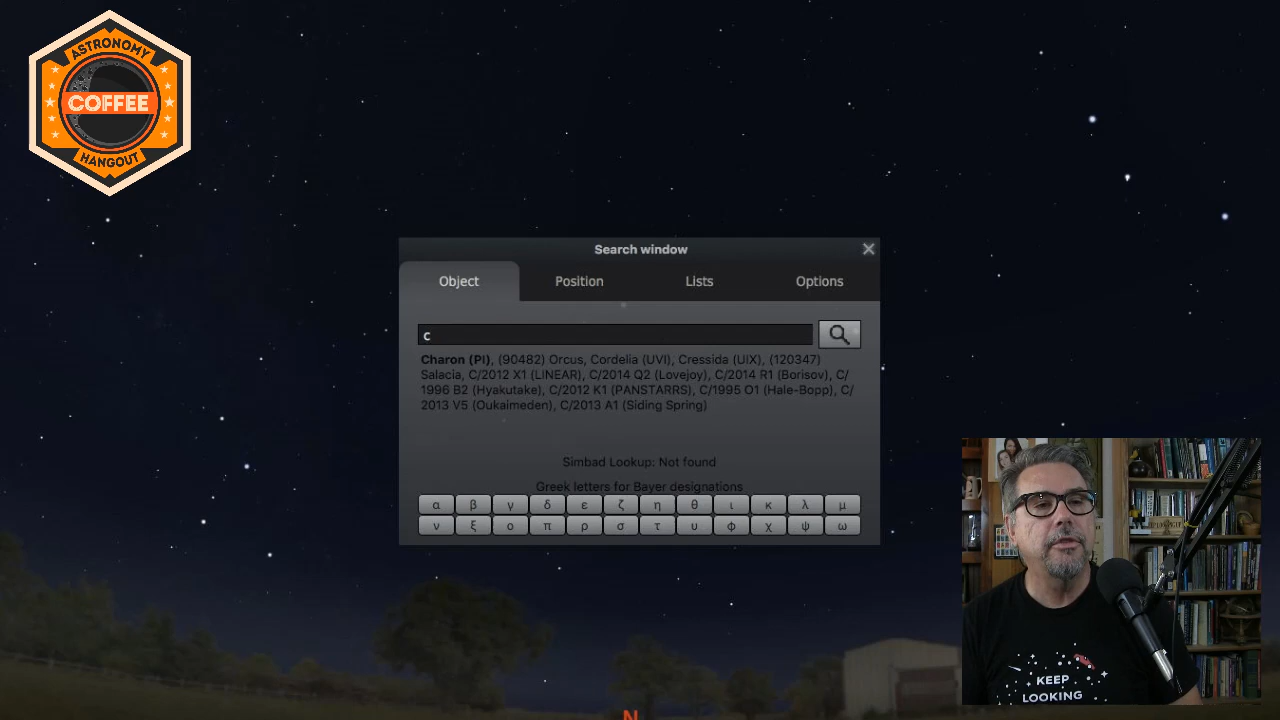 ASTRONOMY
COFFEE
HANGOUT
Search window
Object
Position
Lists
Options
c
Charon (PI), (90482) Orcus, Cordelia (UVI), Cressida (UIX), (120347)
Salacia, C/2012 X1 (LINEAR), C/2014 Q2 (Lovejoy), C/2014 R1 (Borisov), C/
1996 B2 (Hyakutake), C/2012 K1 (PANSTARRS), C/1995 O1 (Hale-Bopp), C/
2013 V5 (Oukaimeden), C/2013 A1 (Siding Spring)
Simbad Lookup: Not found
Greek letters for Bayer designations
α β γ δ ε ζ η θ ι κ λ μ
ν ξ ο π ρ σ τ υ φ χ ψ ω
KEEP
LOOKING
N